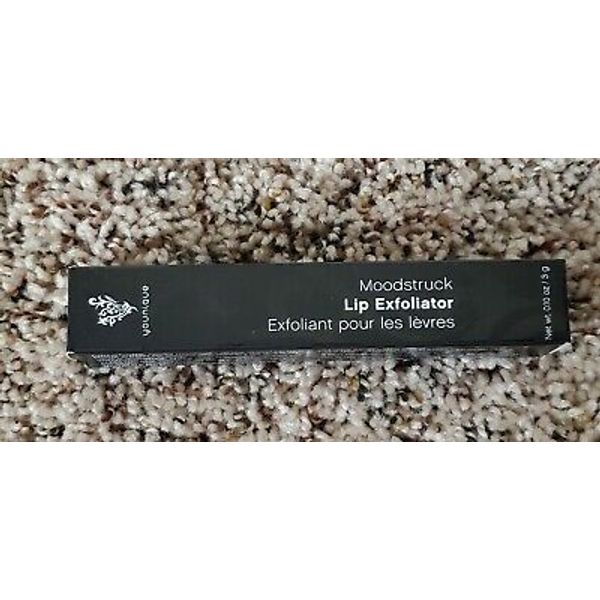 younique
Moodstruck
Lip Exfoliator
Exfoliant pour les lèvres
Net wt. 0.10 oz / 3 g